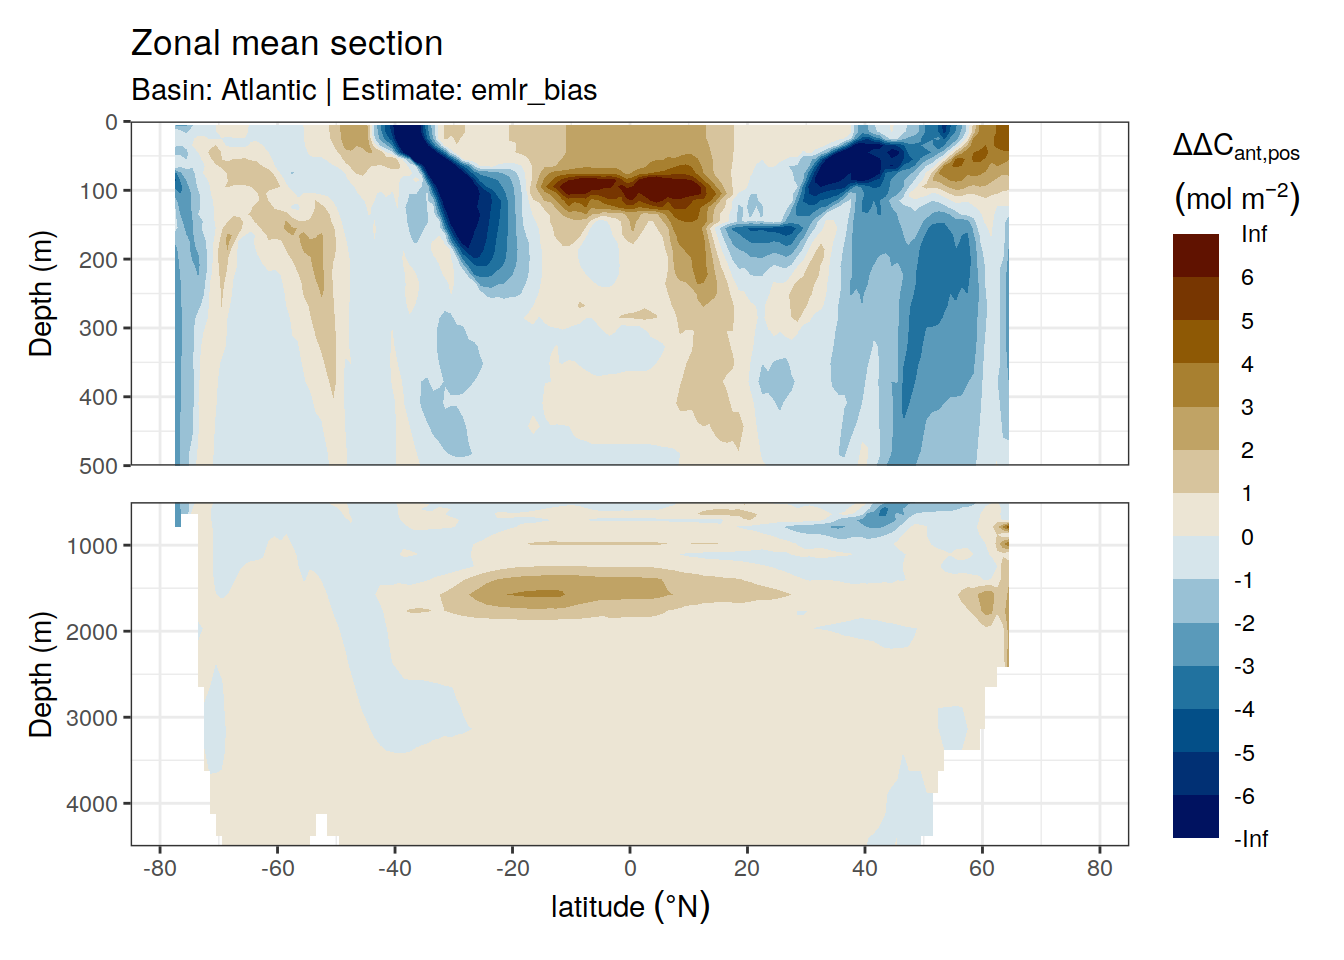 Zonal mean section
Basin: Atlantic | Estimate: emlr_bias
0
100
200
300
400
500
Depth (m)
1000
2000
3000
4000
Depth (m)
-80 -60 -40 -20 0 20 40 60 80
latitude (°N)
ΔΔC_ant,pos
(mol m⁻²)
Inf
6
5
4
3
2
1
0
-1
-2
-3
-4
-5
-6
-Inf